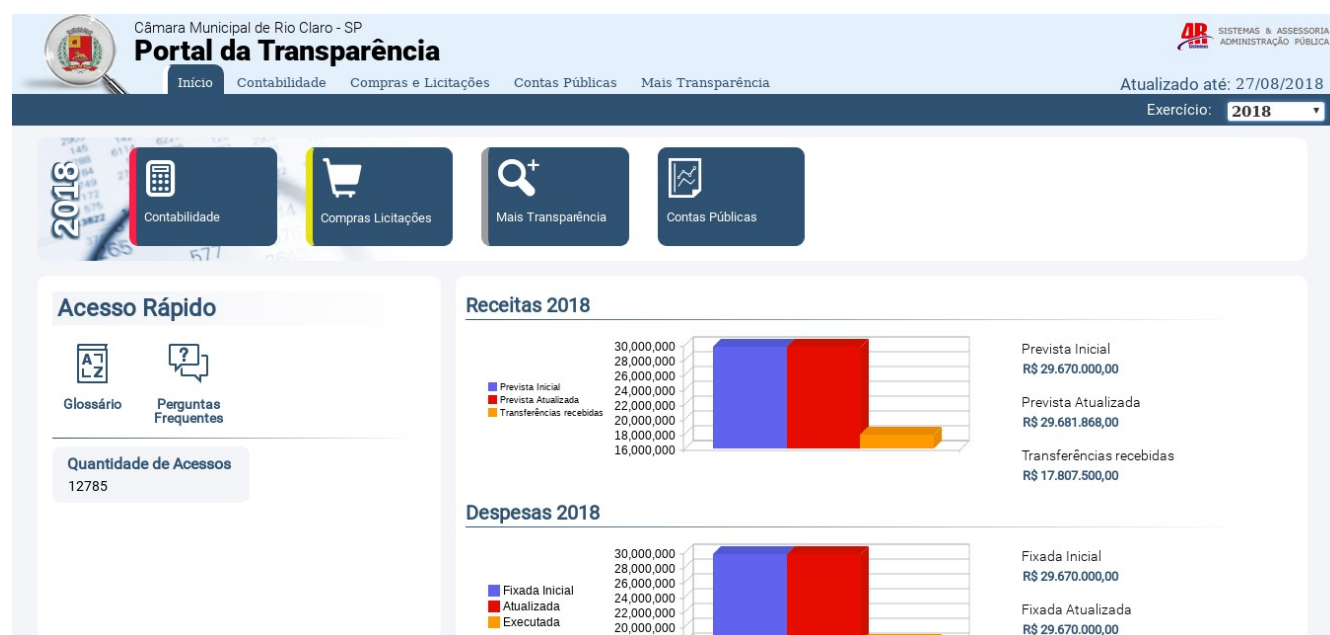 Câmara Municipal de Rio Claro - SP
Portal da Transparência
4R Sistemas
SISTEMAS & ASSESSORIA
ADMINISTRAÇÃO PÚBLICA
Início Contabilidade Compras e Licitações Contas Públicas Mais Transparência
Atualizado até: 27/08/2018
Exercício: 2018
2018
Contabilidade
Compras Licitações
Mais Transparência
Contas Públicas
577
Acesso Rápido
Glossário
Perguntas
Frequentes
Quantidade de Acessos
12785
Receitas 2018
Prevista Inicial
Prevista Atualizada
Transferências recebidas
30,000,000
28,000,000
26,000,000
24,000,000
22,000,000
20,000,000
18,000,000
16,000,000
Prevista Inicial
R$ 29.670.000,00
Prevista Atualizada
R$ 29.681.868,00
Transferências recebidas
R$ 17.807.500,00
Despesas 2018
Fixada Inicial
Atualizada
Executada
30,000,000
28,000,000
26,000,000
24,000,000
22,000,000
20,000,000
Fixada Inicial
R$ 29.670.000,00
Fixada Atualizada
R$ 29.670.000,00